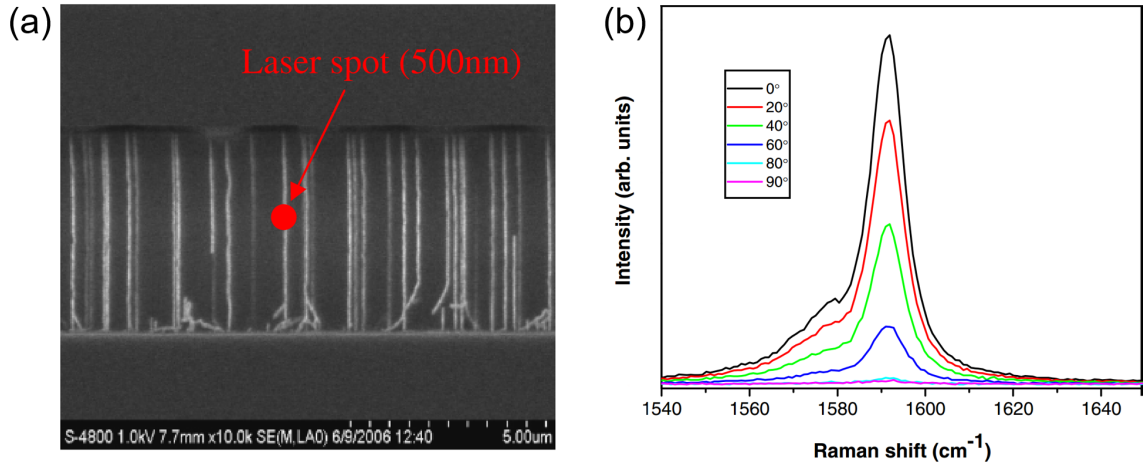 (a)
Laser spot (500nm)
S-4800 1.0kV 7.7mm x10.0k SE(M,LA0) 6/9/2006 12:40 5.00um
(b)
Intensity (arb. units)
0°
20°
40°
60°
80°
90°
1540 1560 1580 1600 1620 1640
Raman shift (cm⁻¹)